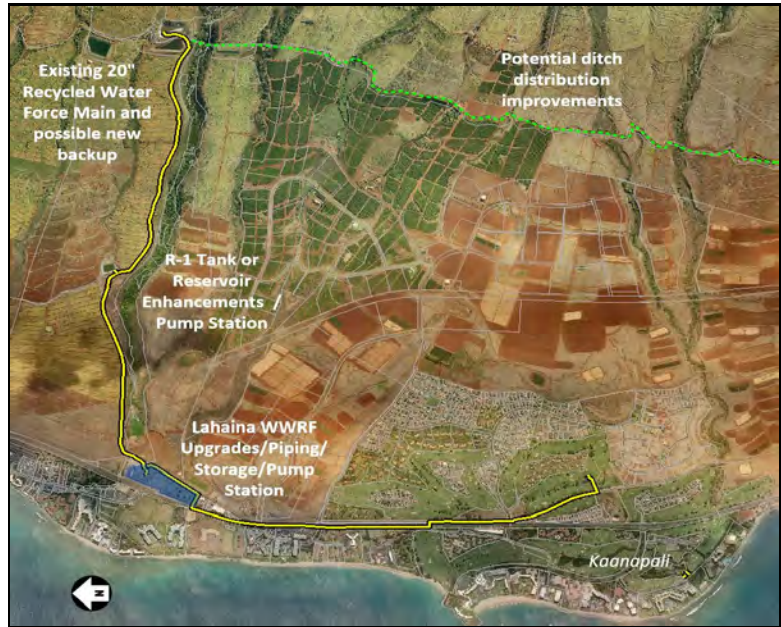 Existing 20"
Recycled Water
Force Main and
possible new
backup
Potential ditch
distribution
improvements
R-1 Tank or
Reservoir
Enhancements /
Pump Station
Lahaina WWRF
Upgrades/Piping/
Storage/Pump
Station
Kaanapali
N